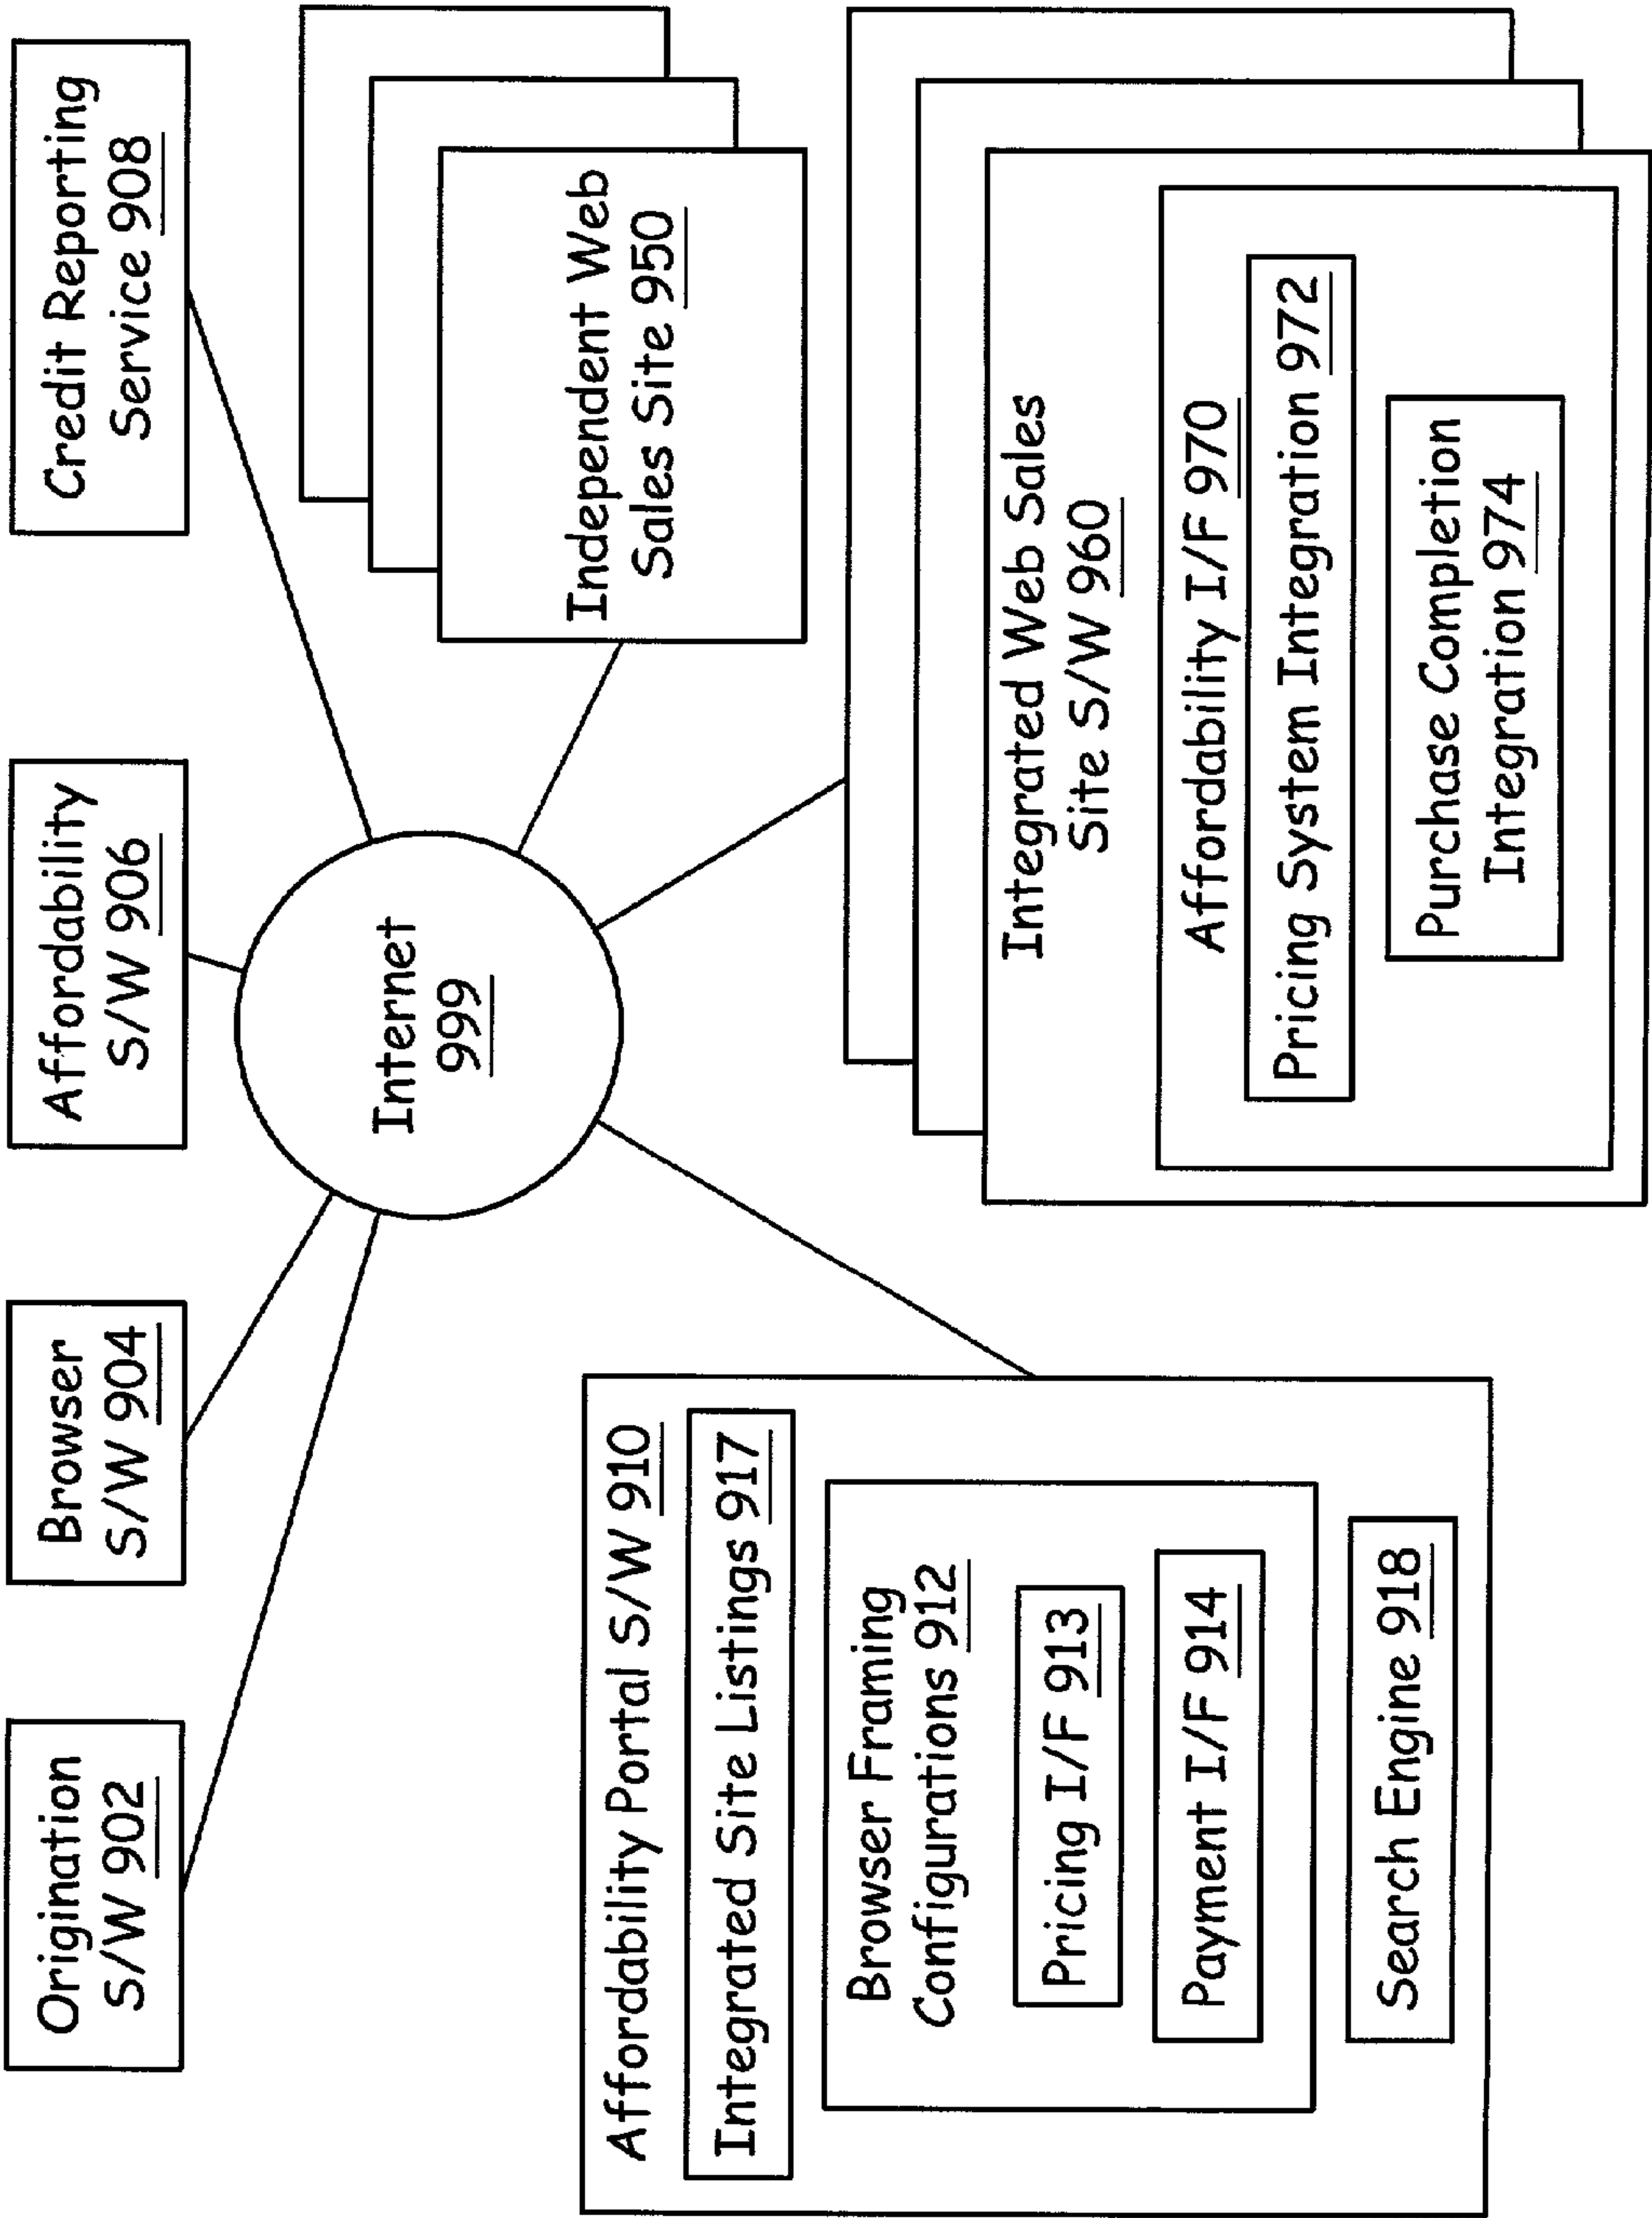 Origination
S/W 902
Browser
S/W 904
Affordability
S/W 906
Credit Reporting
Service 908
Internet
999
Independent Web
Sales Site 950
Affordability Portal S/W 910
Integrated Site Listings 917
Browser Framing
Configurations 912
Pricing I/F 913
Payment I/F 914
Search Engine 918
Integrated Web Sales
Site S/W 960
Affordability I/F 970
Pricing System Integration 972
Purchase Completion
Integration 974